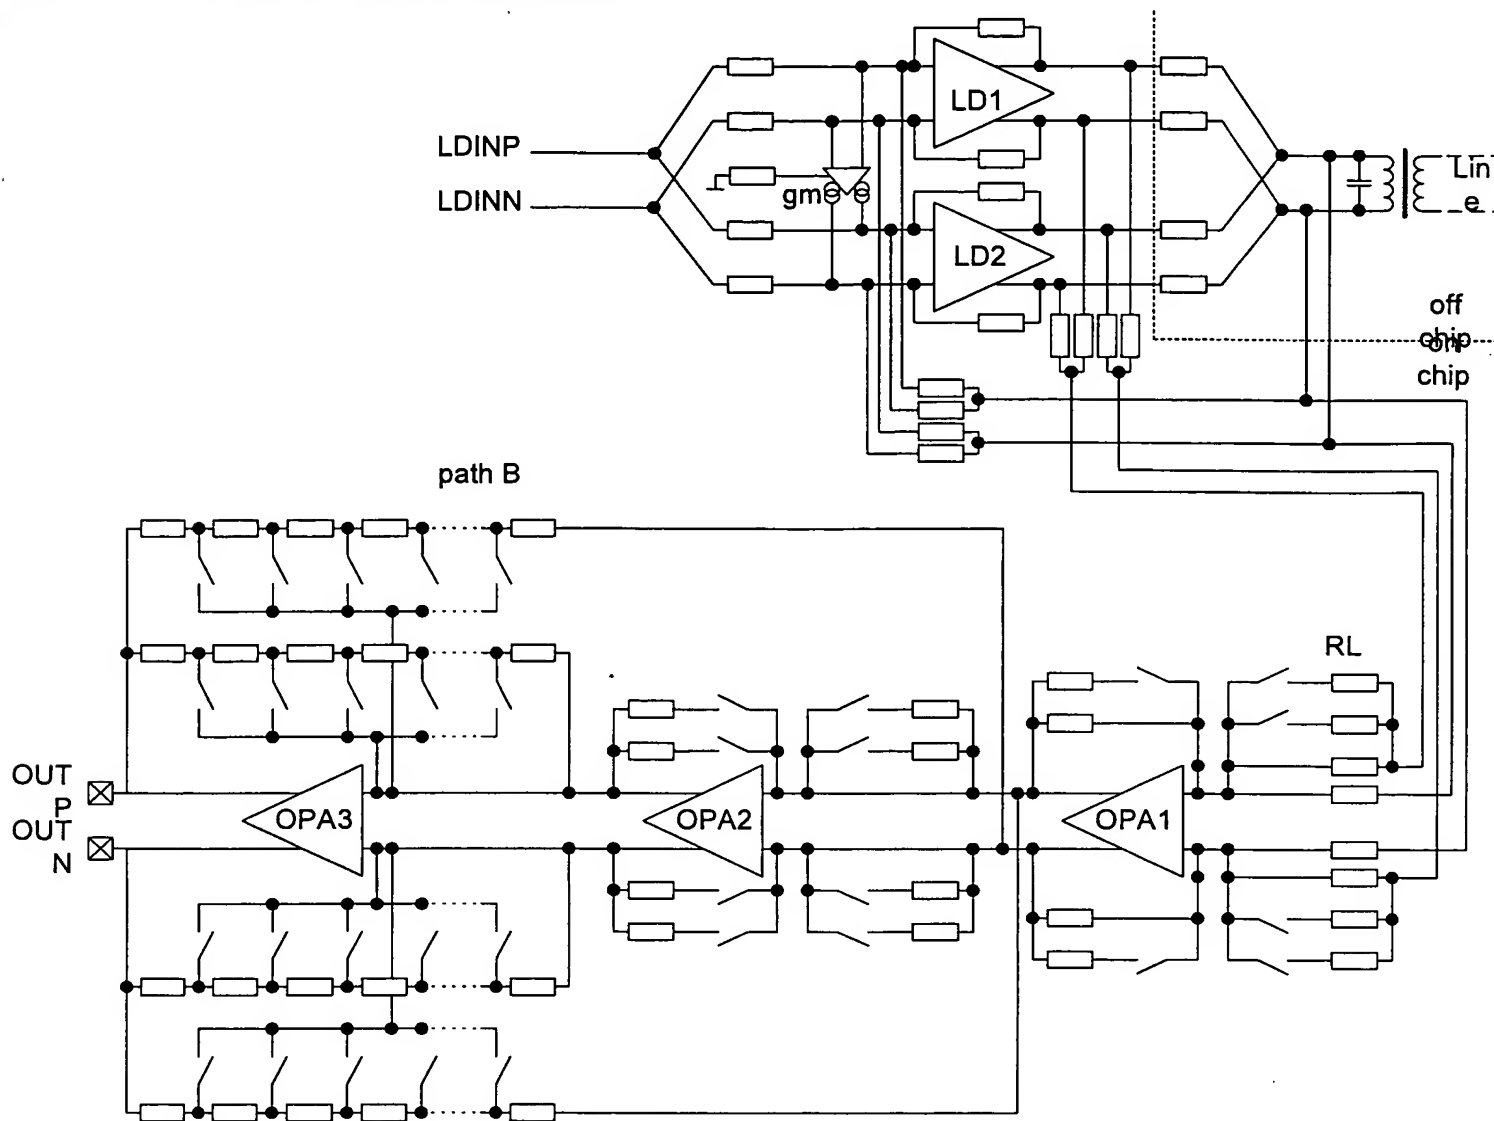 LD1
LDINP
LDINN
gm
LD2
Lin
e
off
chip
on
chip
path B
RL
OUT
P
OUT
N
OPA3
OPA2
OPA1